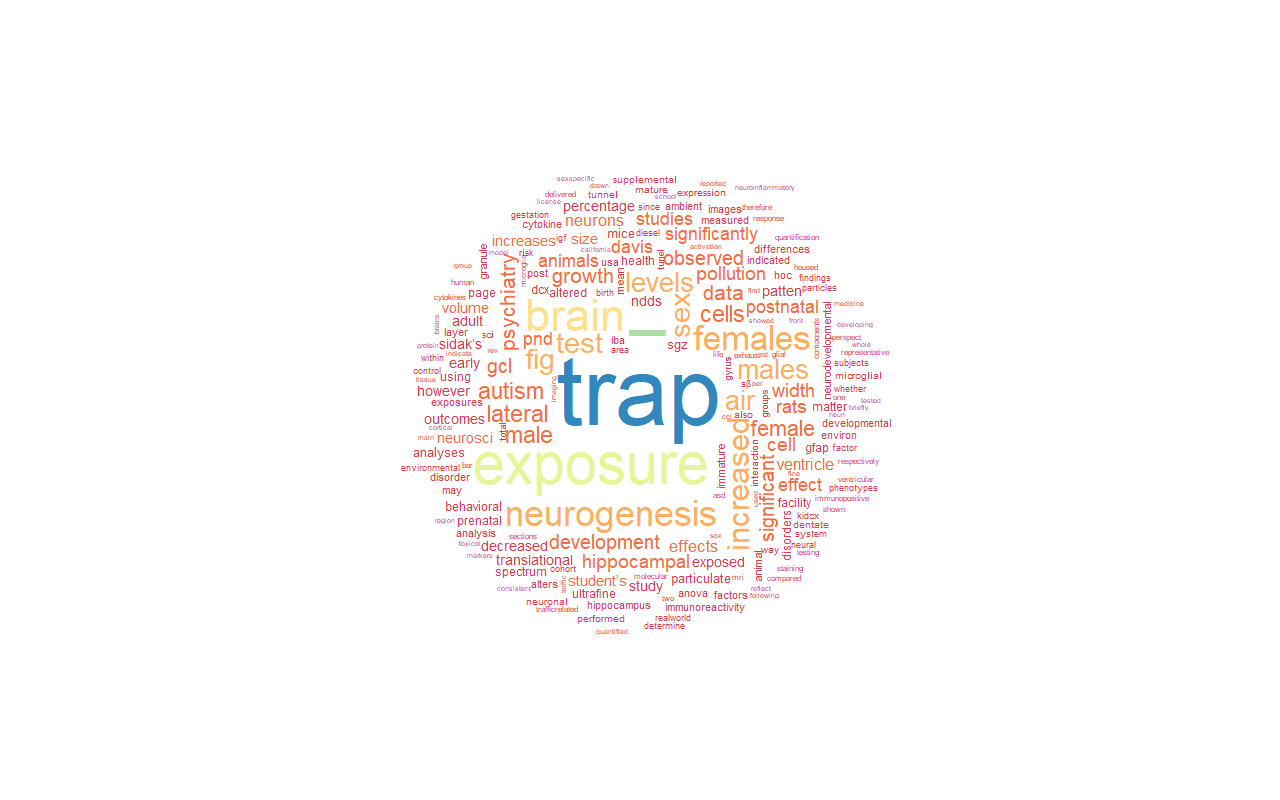 sexspecific
supplemental
drawn
reported
neuroinflammatory
delivered
tunnel
mature
school
expression
license
percentage
since
ambient
images
therefore
gestation
neurons
studies
measured
response
cytokine
mice
diesel
significantly
quantification
increases
igf
size
davis
activation
differences
granule
model
risk
california
tunel
observed
indicated
housed
group
psychiatry
microglia
animals
usa
health
pollution
hoc
findings
human
post
growth
mean
levels
sex
data
first
patten
particles
cytokines
page
dcx
altered
birth
ndds
cells
postnatal
medicine
volume
brain
_
showed
front
components
neurodevelopmental
developing
brains
adult
layer
sci
pnd
test
iba
sgz
females
perspect
protein
sidak's
area
whole
within
indicate
rev
fig
life
exhaust
rat
glial
representative
control
early
gcl
trap
gyrus
males
subjects
tissue
using
imaging
microglial
however
autism
sß
per
groups
width
whether
exposures
air
one
tested
outcomes
lateral
ccl
also
rats
matter
briefly
neun
cortical
total
male
increased
female
developmental
main
neurosci
environ
analyses
immature
interaction
cell
gfap
factor
environmental
bar
exposure
significant
ventricle
fine
respectively
disorder
asd
used
effect
ventricular
phenotypes
may
immunopositive
behavioral
neurogenesis
facility
shown
region
prenatal
disorders
kidcx
dentate
analysis
sections
sox
system
toxicol
decreased
development
effects
way
neural
markers
translational
hippocampal
exposed
animal
testing
spectrum
cohort
molecular
mri
staining
consistent
alters
traffic
student's
study
particulate
compared
ultrafine
two
anova
factors
reflect
following
neuronal
hippocampus
immunoreactivity
trafficrelated
realworld
performed
determine
quantified